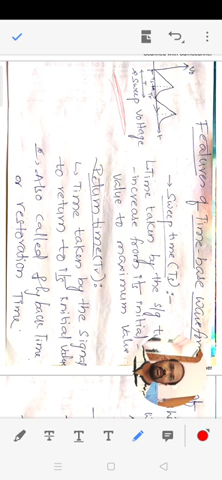 Features of Time base
→ Sweep time (Ts):
↳ Time taken by the sig to
increase from its initial
value to maximum value
Return time (Tr):
↳ Time taken by the signal
to return to its initial value
Also called fly back Time
or restoration Time.
Vs
→ sweep voltage